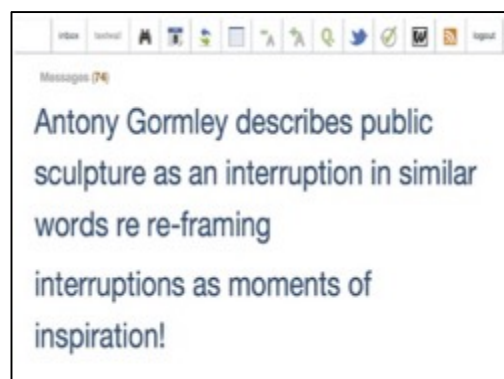 inbox textwall logout
Messages (74)
Antony Gormley describes public
sculpture as an interruption in similar
words re re-framing
interruptions as moments of
inspiration!